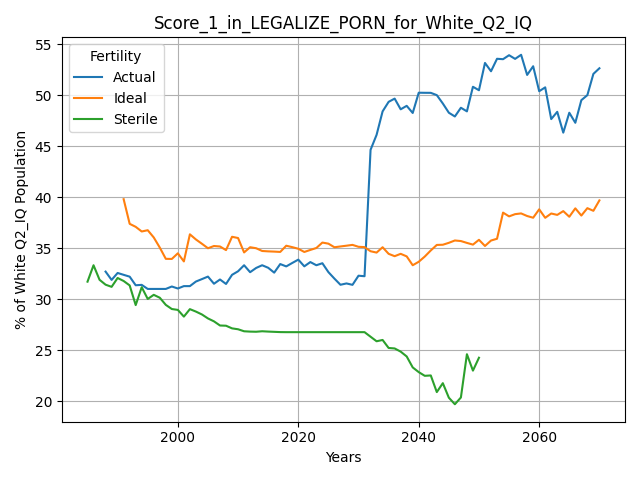 Score_1_in_LEGALIZE_PORN_for_White_Q2_IQ
Fertility
Actual
Ideal
Sterile
% of White Q2_IQ Population
55
50
45
40
35
30
25
20
2000
2020
2040
2060
Years